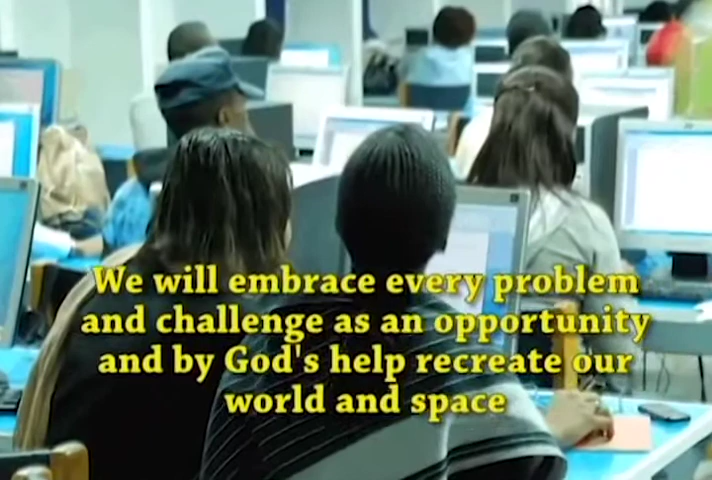 We will embrace every problem
and challenge as an opportunity
and by God's help recreate our
world and space